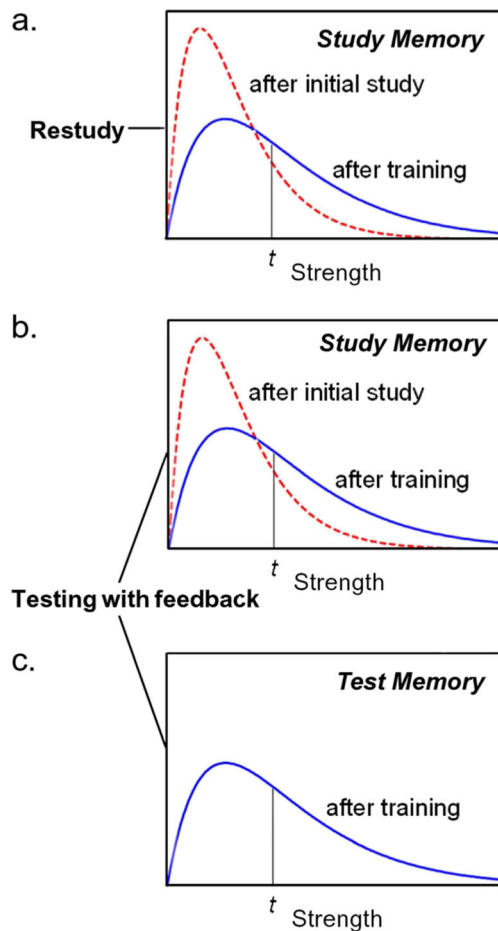 a.
Study Memory
after initial study
Restudy
after training
t
Strength
b.
Study Memory
after initial study
after training
t
Strength
Testing with feedback
c.
Test Memory
after training
t
Strength